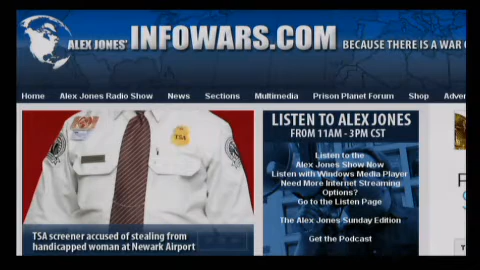 ALEX JONES' INFOWARS.COM BECAUSE THERE IS A WAR
Home Alex Jones Radio Show News Sections Multimedia Prison Planet Forum Shop
TSA
LISTEN TO ALEX JONES
FROM 11AM - 3PM CST
Listen to the
Alex Jones Show Now
Listen with Windows Media Player
Need More Internet Streaming
Options?
Go to the Listen Page
The Alex Jones Sunday Edition
Get the Podcast
TSA screener accused of stealing from
handicapped woman at Newark Airport